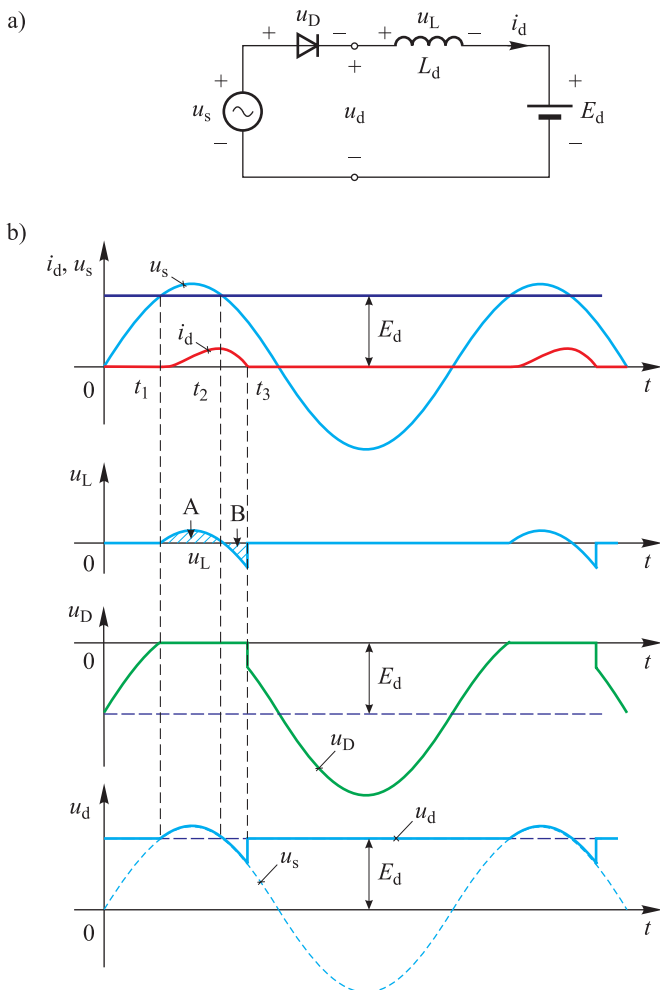 a)
u_D u_L i_d
+ − + − 
+ L_d + +
u_s u_d E_d
− − −
b)
i_d, u_s
u_s
E_d
i_d
0 t_1 t_2 t_3 t
u_L
A B
0 u_L t
u_D
0 t
E_d
u_D
u_d
u_d
u_s E_d
0 t